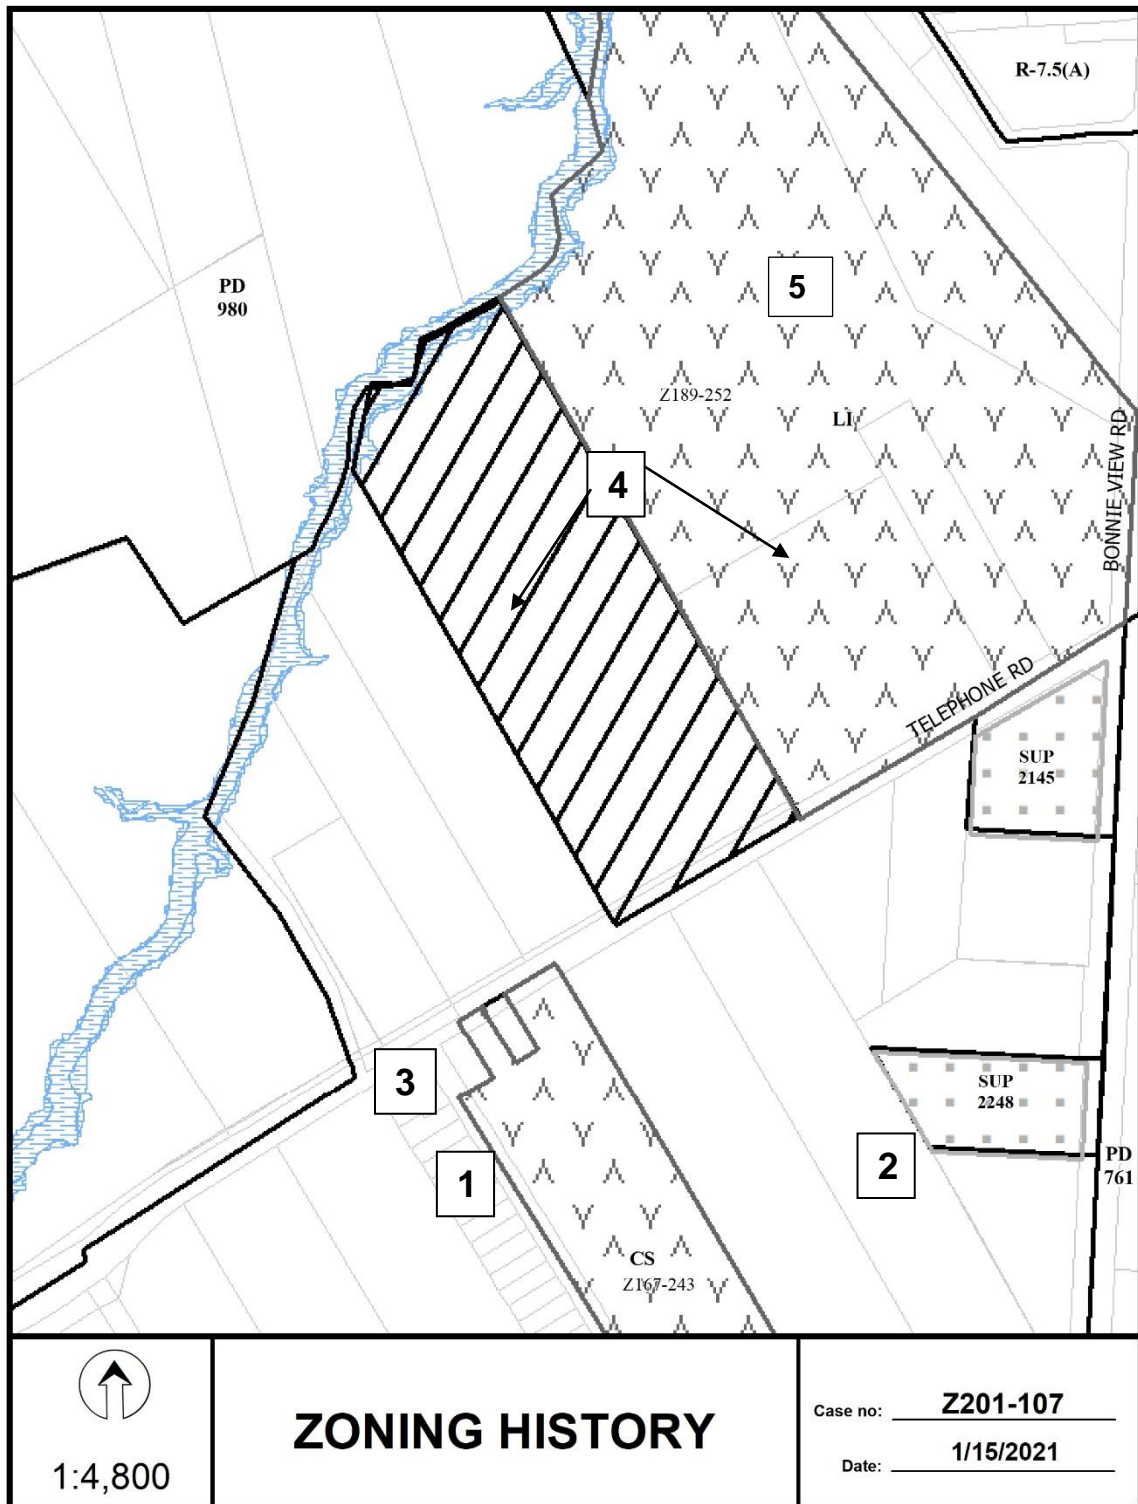 R-7.5(A)
PD
980
5
Z189-252
LI
4
BONNIE VIEW RD
TELEPHONE RD
SUP
2145
3
SUP
2248
1
2
PD
761
CS
Z167-243
1:4,800
ZONING HISTORY
Case no: Z201-107
Date: 1/15/2021